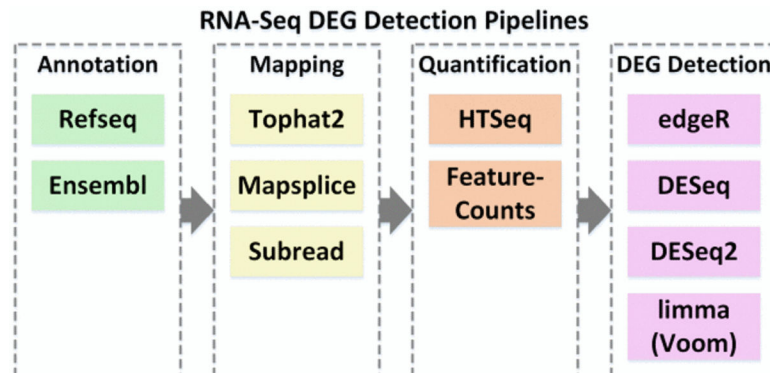 RNA-Seq DEG Detection Pipelines
Annotation
Refseq
Ensembl
Mapping
Tophat2
Mapsplice
Subread
Quantification
HTSeq
Feature-
Counts
DEG Detection
edgeR
DESeq
DESeq2
limma
(Voom)